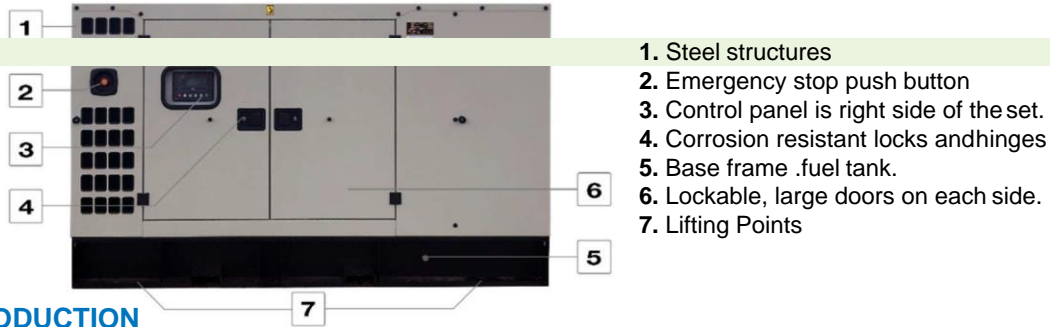 1
2
3
4
6
5
7
1. Steel structures
2. Emergency stop push button
3. Control panel is right side of the set.
4. Corrosion resistant locks andhinges
5. Base frame .fuel tank.
6. Lockable, large doors on each side.
7. Lifting Points
ODUCTION